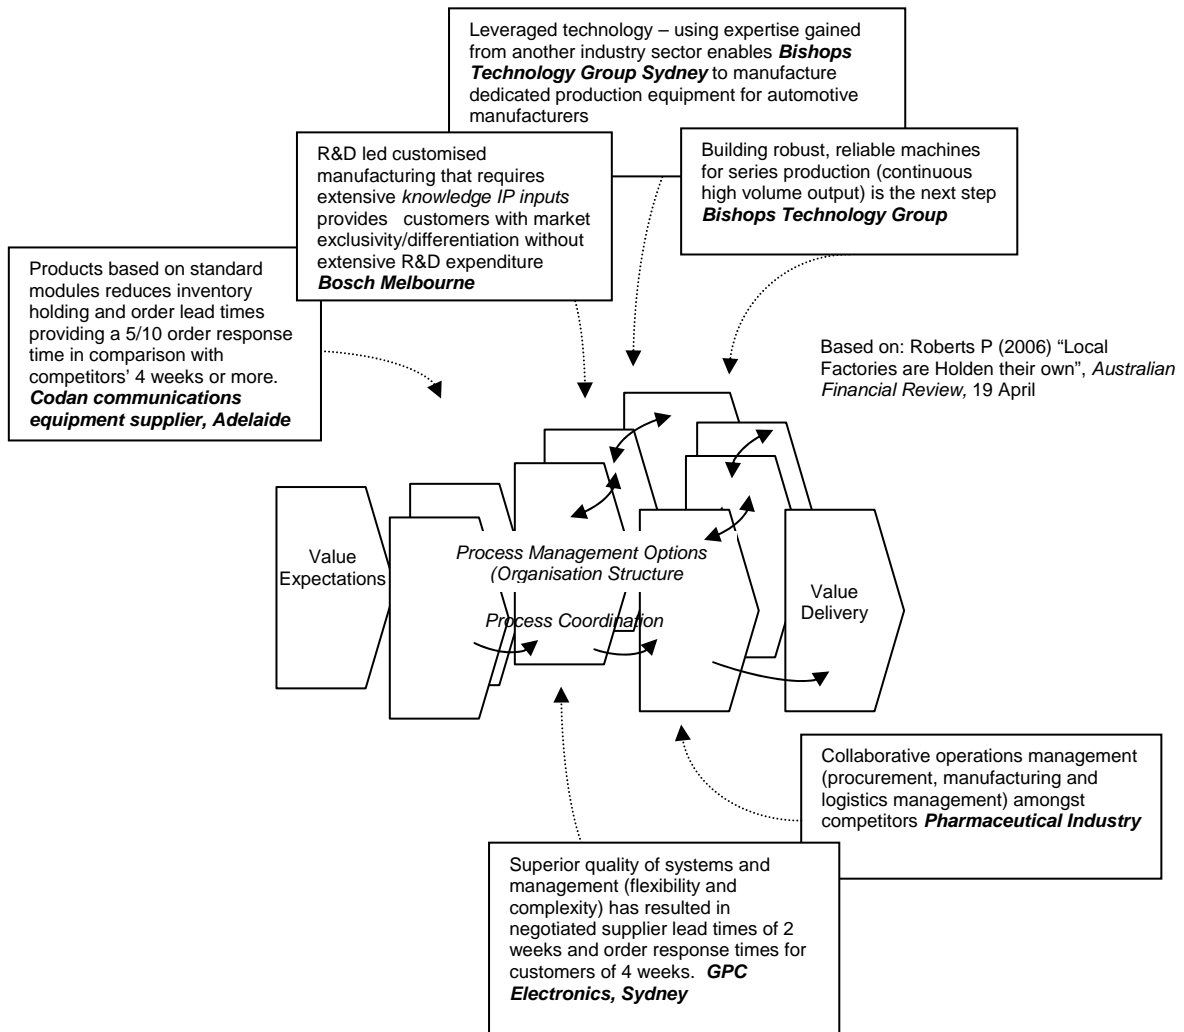 Leveraged technology – using expertise gained
from another industry sector enables Bishops
Technology Group Sydney to manufacture
dedicated production equipment for automotive
manufacturers
R&D led customised
manufacturing that requires
extensive knowledge IP inputs
provides customers with market
exclusivity/differentiation without
extensive R&D expenditure
Bosch Melbourne
Building robust, reliable machines
for series production (continuous
high volume output) is the next step
Bishops Technology Group
Products based on standard
modules reduces inventory
holding and order lead times
providing a 5/10 order response
time in comparison with
competitors' 4 weeks or more.
Codan communications
equipment supplier, Adelaide
Based on: Roberts P (2006) “Local
Factories are Holden their own”, Australian
Financial Review, 19 April
Value
Expectations
Process Management Options
(Organisation Structure
Process Coordination
Value
Delivery
Collaborative operations management
(procurement, manufacturing and
logistics management) amongst
competitors Pharmaceutical Industry
Superior quality of systems and
management (flexibility and
complexity) has resulted in
negotiated supplier lead times of 2
weeks and order response times for
customers of 4 weeks. GPC
Electronics, Sydney